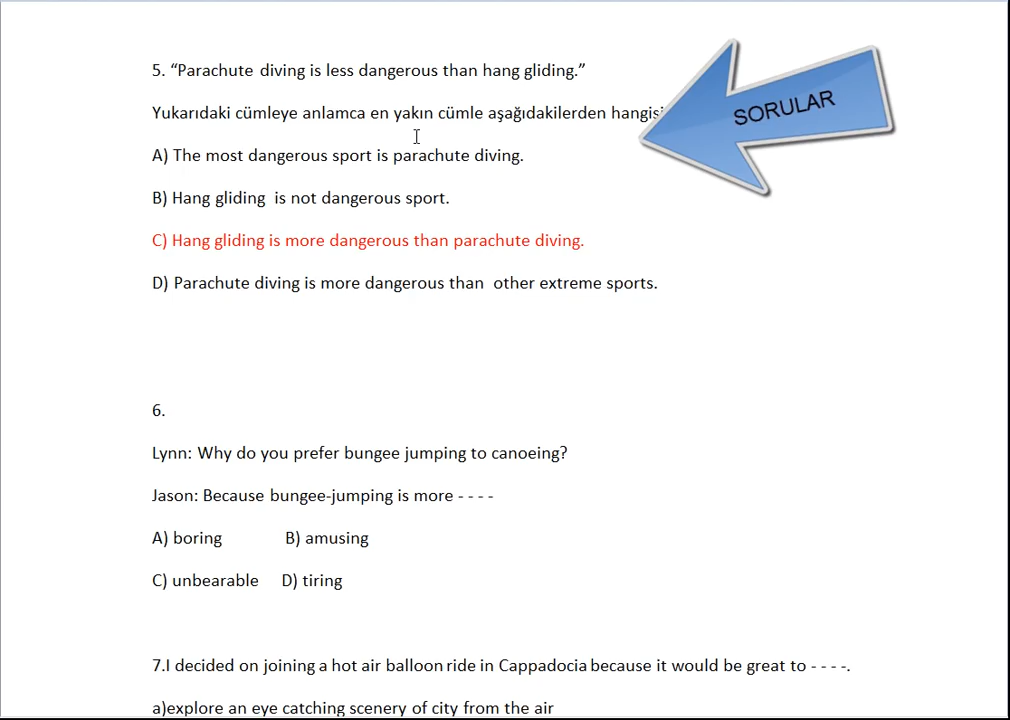 5. “Parachute diving is less dangerous than hang gliding.”
Yukarıdaki cümleye anlamca en yakın cümle aşağıdakilerden hangisi
SORULAR
A) The most dangerous sport is parachute diving.
B) Hang gliding is not dangerous sport.
C) Hang gliding is more dangerous than parachute diving.
D) Parachute diving is more dangerous than other extreme sports.
6.
Lynn: Why do you prefer bungee jumping to canoeing?
Jason: Because bungee-jumping is more - - - -
A) boring B) amusing
C) unbearable D) tiring
7.I decided on joining a hot air balloon ride in Cappadocia because it would be great to - - - -.
a)explore an eye catching scenery of city from the air